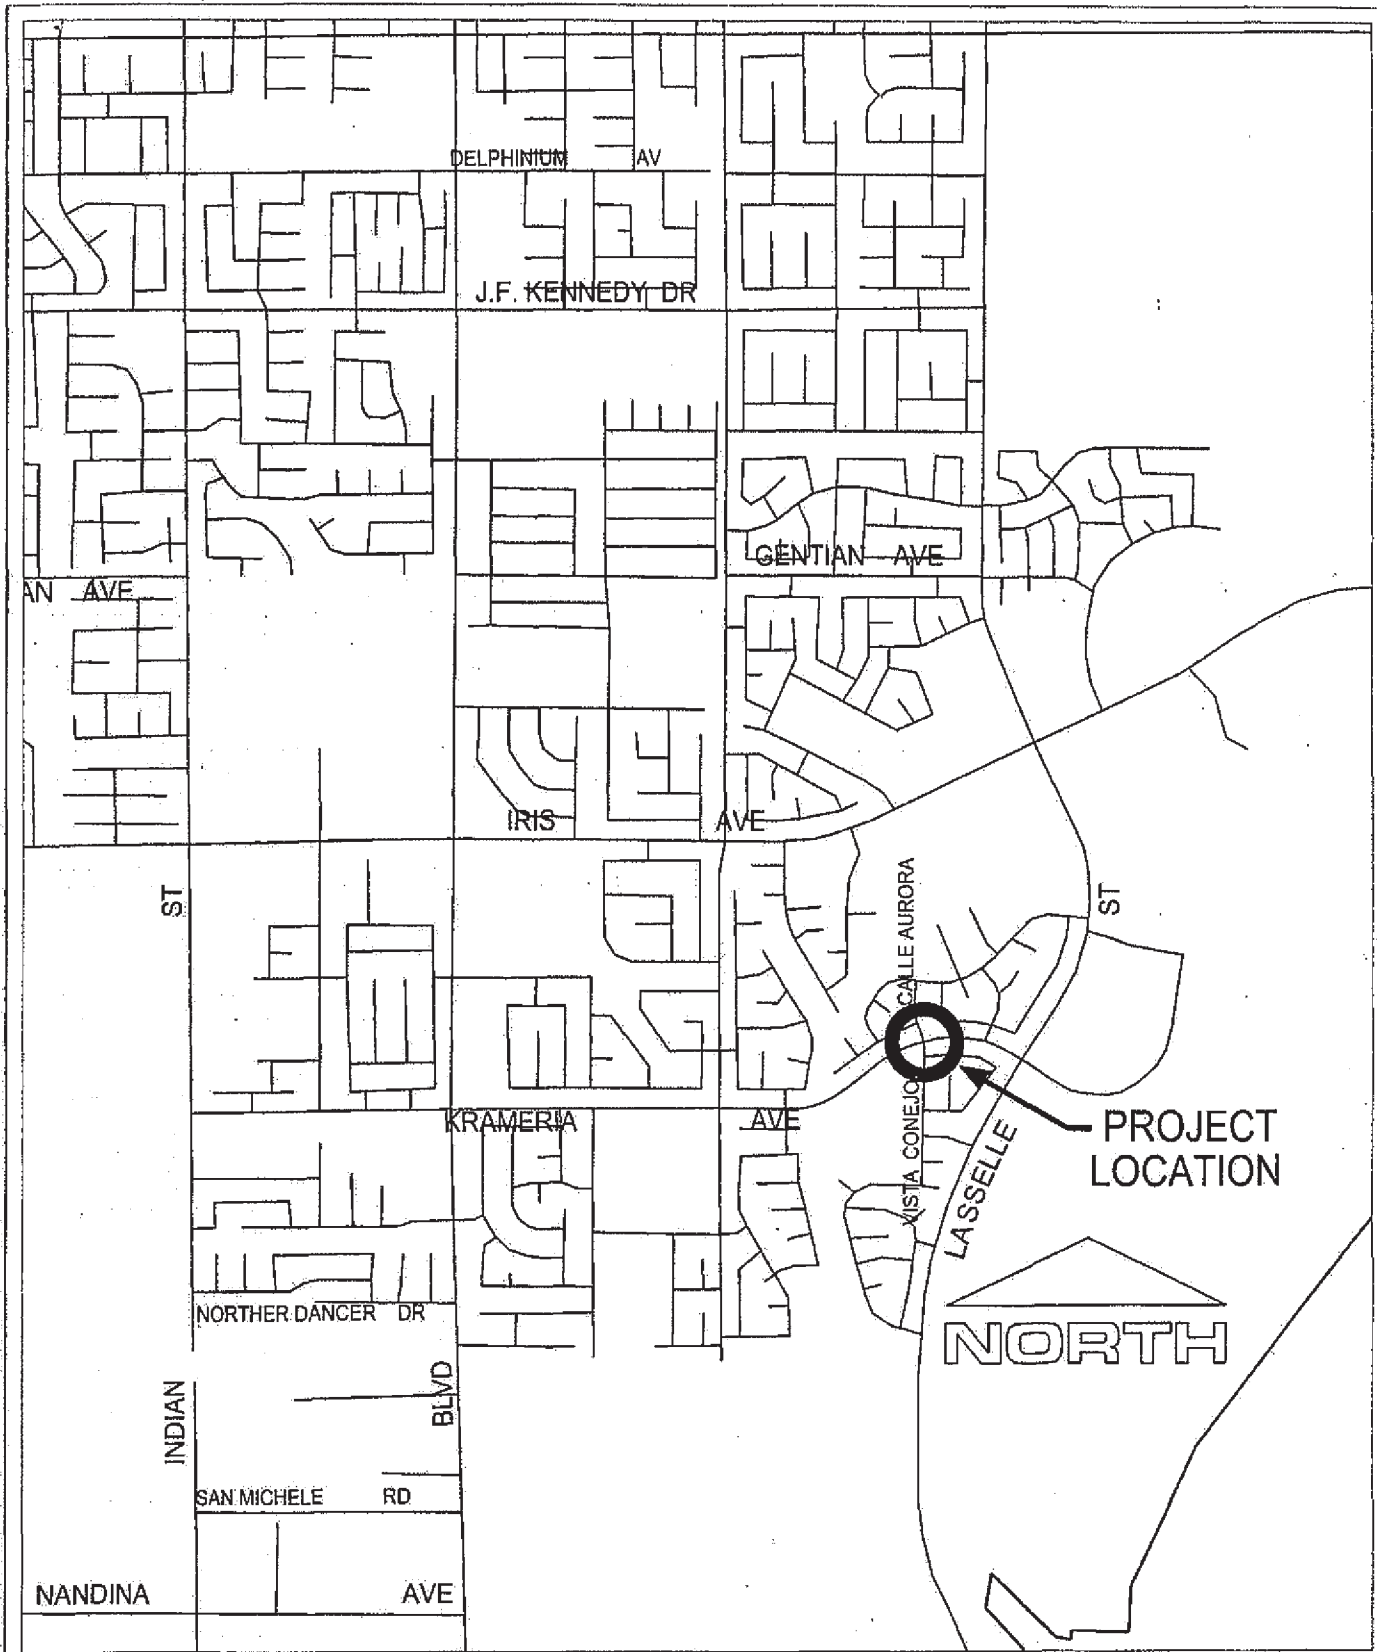 DELPHINIUM AV
J.F. KENNEDY DR
GENTIAN AVE
AN AVE
IRIS AVE
ST
CALLE AURORA
ST
KRAMERIA AVE
VISTA CONEJO
PROJECT
LOCATION
LASSELLE
NORTHER DANCER DR
NORTH
INDIAN
BLVD
SAN MICHELE RD
NANDINA AVE